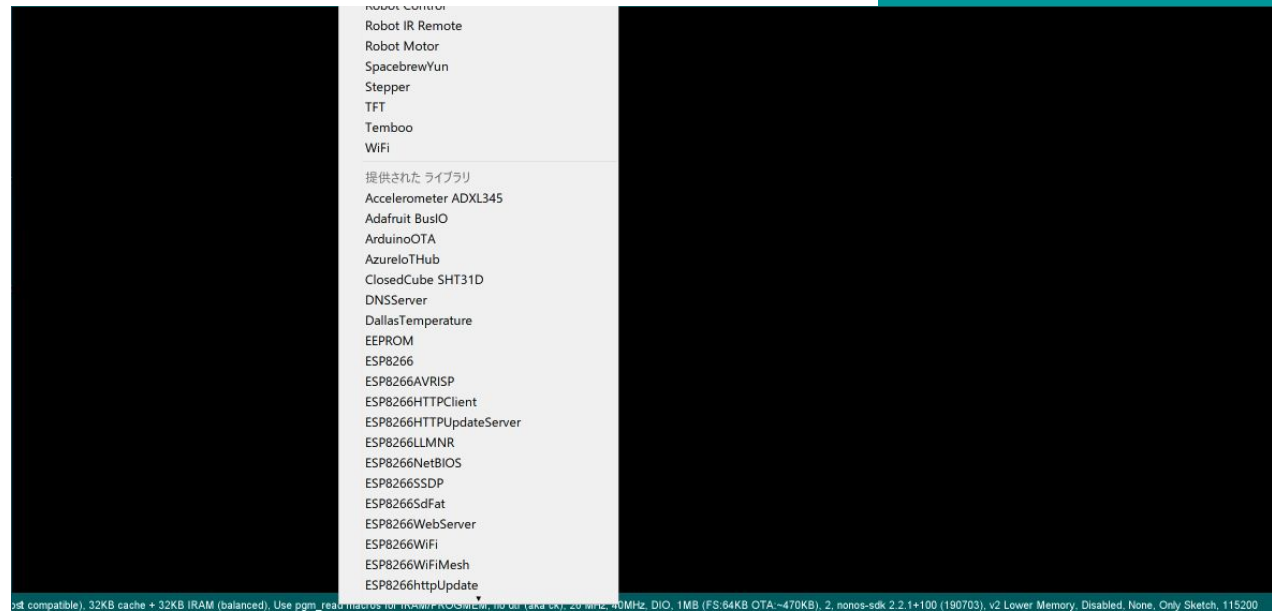 Robot Control
Robot IR Remote
Robot Motor
SpacebrewYun
Stepper
TFT
Temboo
WiFi
提供された ライブラリ
Accelerometer ADXL345
Adafruit BusIO
ArduinoOTA
AzureIoTHub
ClosedCube SHT31D
DNSServer
DallasTemperature
EEPROM
ESP8266
ESP8266AVRISP
ESP8266HTTPClient
ESP8266HTTPUpdateServer
ESP8266LLMNR
ESP8266NetBIOS
ESP8266SSDP
ESP8266SdFat
ESP8266WebServer
ESP8266WiFi
ESP8266WiFiMesh
ESP8266httpUpdate
compatible), 32KB cache + 32KB IRAM (balanced), Use pgm_read macros for IRAM/PROGMEM, 40MHz, DIO, 1MB (FS:64KB OTA:~470KB), 2, nonos-sdk 2.2.1+100 (190703), v2 Lower Memory, Disabled, None, Only Sketch, 115200